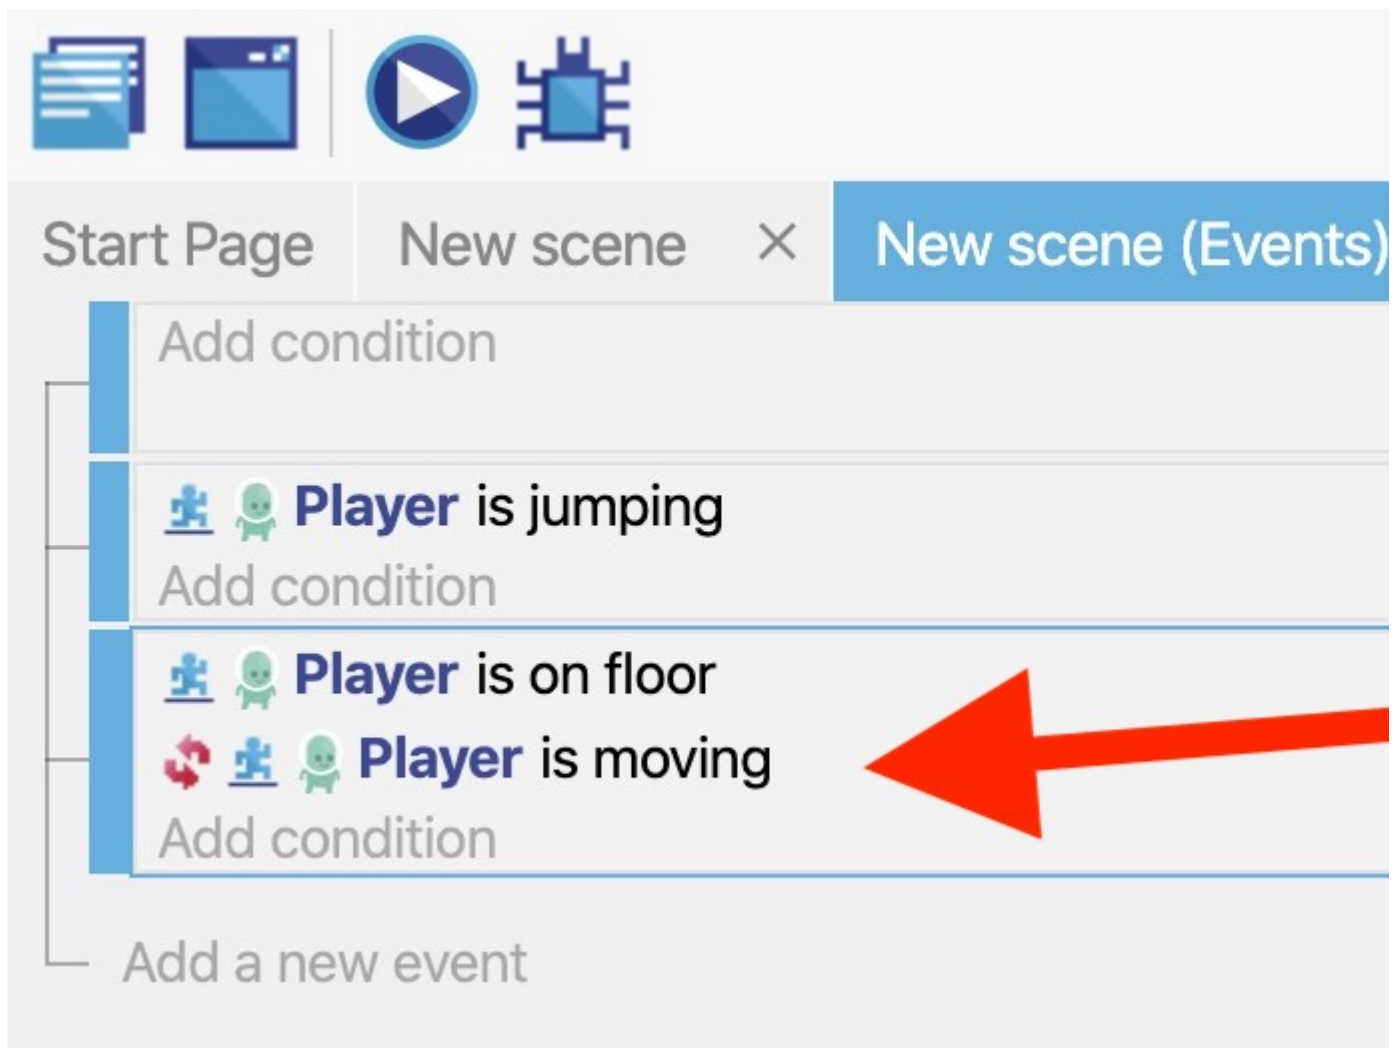 Start Page New scene New scene (Events)
Add condition
Player is jumping
Add condition
Player is on floor
Player is moving
Add condition
Add a new event